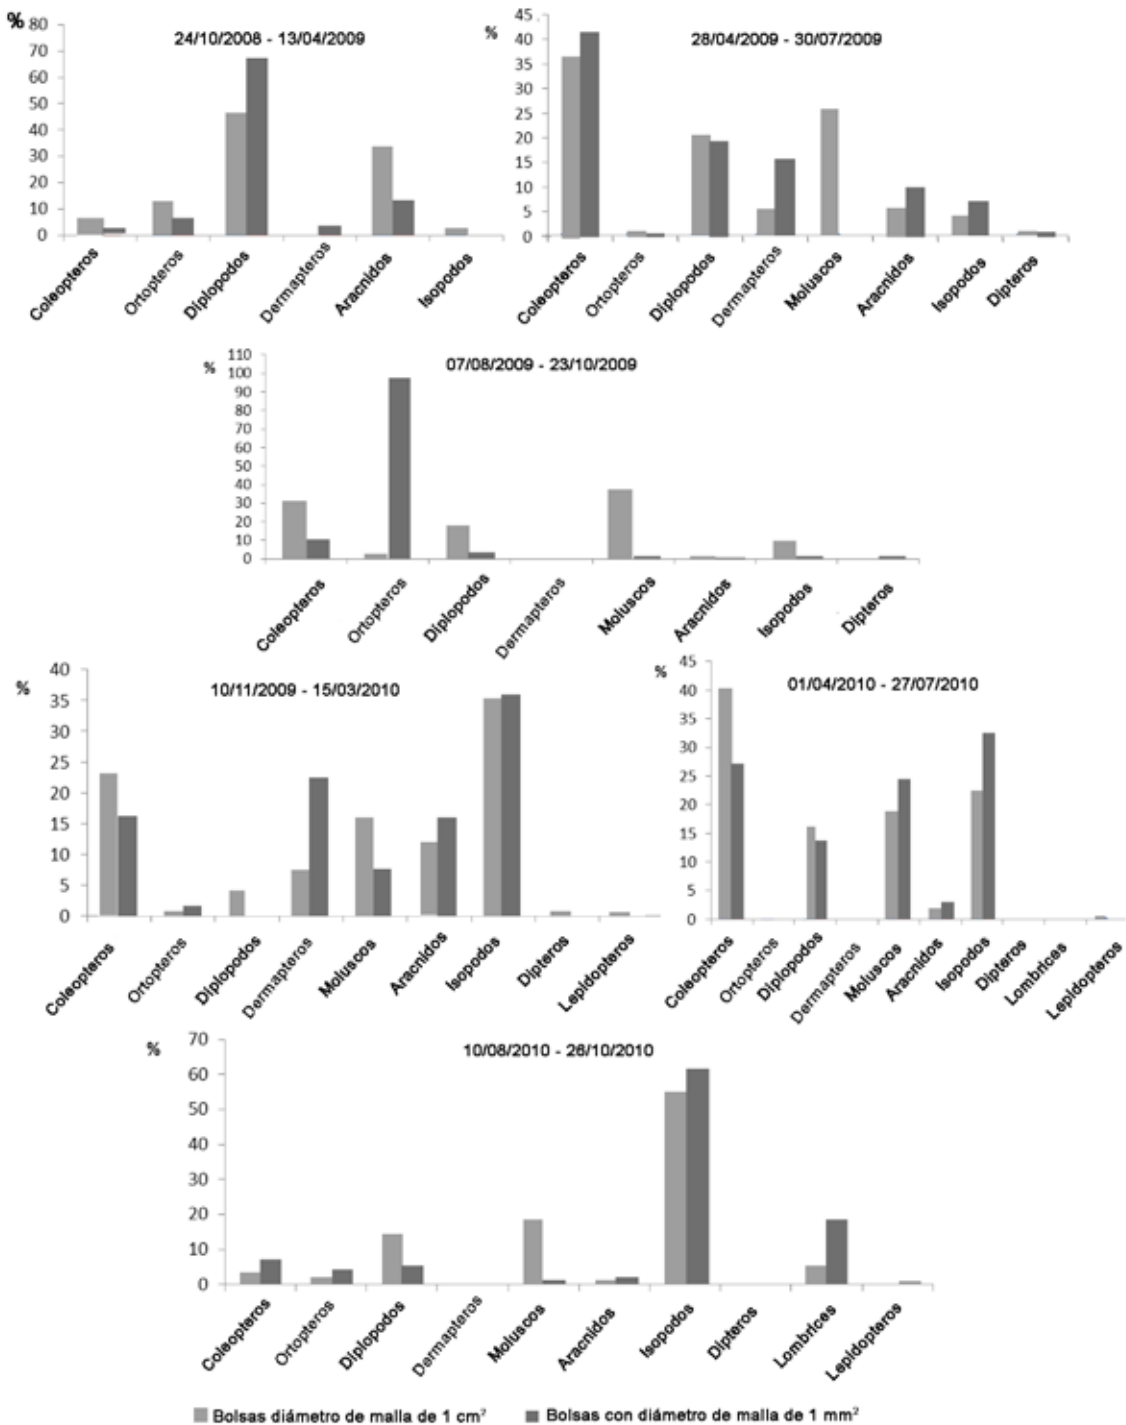 %
24/10/2008 - 13/04/2009
80
70
60
50
40
30
20
10
0
Coleopteros
Ortopteros
Diplopodos
Dermapteros
Aracnidos
Isopodos
%
28/04/2009 - 30/07/2009
45
40
35
30
25
20
15
10
5
0
Coleopteros
Ortopteros
Diplopodos
Dermapteros
Moluscos
Aracnidos
Isopodos
Dipteros
%
07/08/2009 - 23/10/2009
110
100
90
80
70
60
50
40
30
20
10
0
Coleopteros
Ortopteros
Diplopodos
Dermapteros
Moluscos
Aracnidos
Isopodos
Dipteros
%
10/11/2009 - 15/03/2010
40
35
30
25
20
15
10
5
0
Coleopteros
Ortopteros
Diplopodos
Dermapteros
Moluscos
Aracnidos
Isopodos
Dipteros
Lepidopteros
%
01/04/2010 - 27/07/2010
45
40
35
30
25
20
15
10
5
0
Coleopteros
Ortopteros
Diplopodos
Dermapteros
Moluscos
Aracnidos
Isopodos
Dipteros
Lombrices
Lepidopteros
%
10/08/2010 - 26/10/2010
70
60
50
40
30
20
10
0
Coleopteros
Ortopteros
Diplopodos
Dermapteros
Moluscos
Aracnidos
Isopodos
Dipteros
Lombrices
Lepidopteros
Bolsas diámetro de malla de 1 cm²
Bolsas con diámetro de malla de 1 mm²